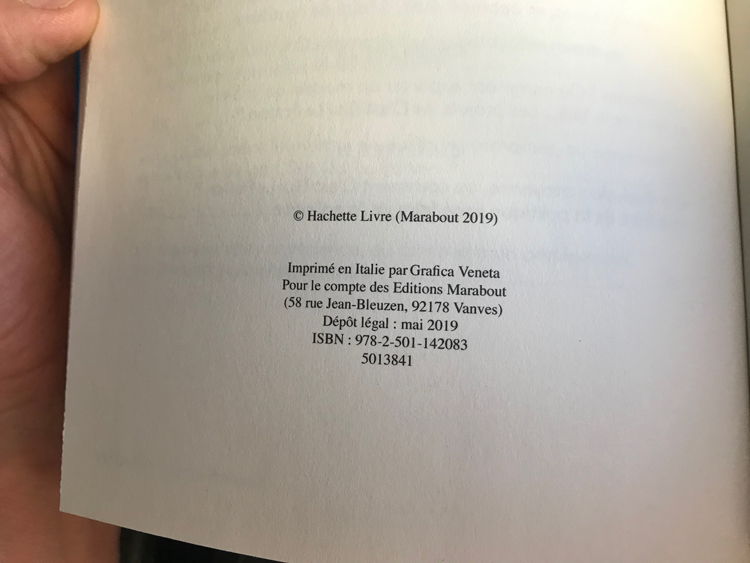 © Hachette Livre (Marabout 2019)
Imprimé en Italie par Grafica Veneta
Pour le compte des Editions Marabout
(58 rue Jean-Bleuzen, 92178 Vanves)
Dépôt légal : mai 2019
ISBN : 978-2-501-142083
5013841